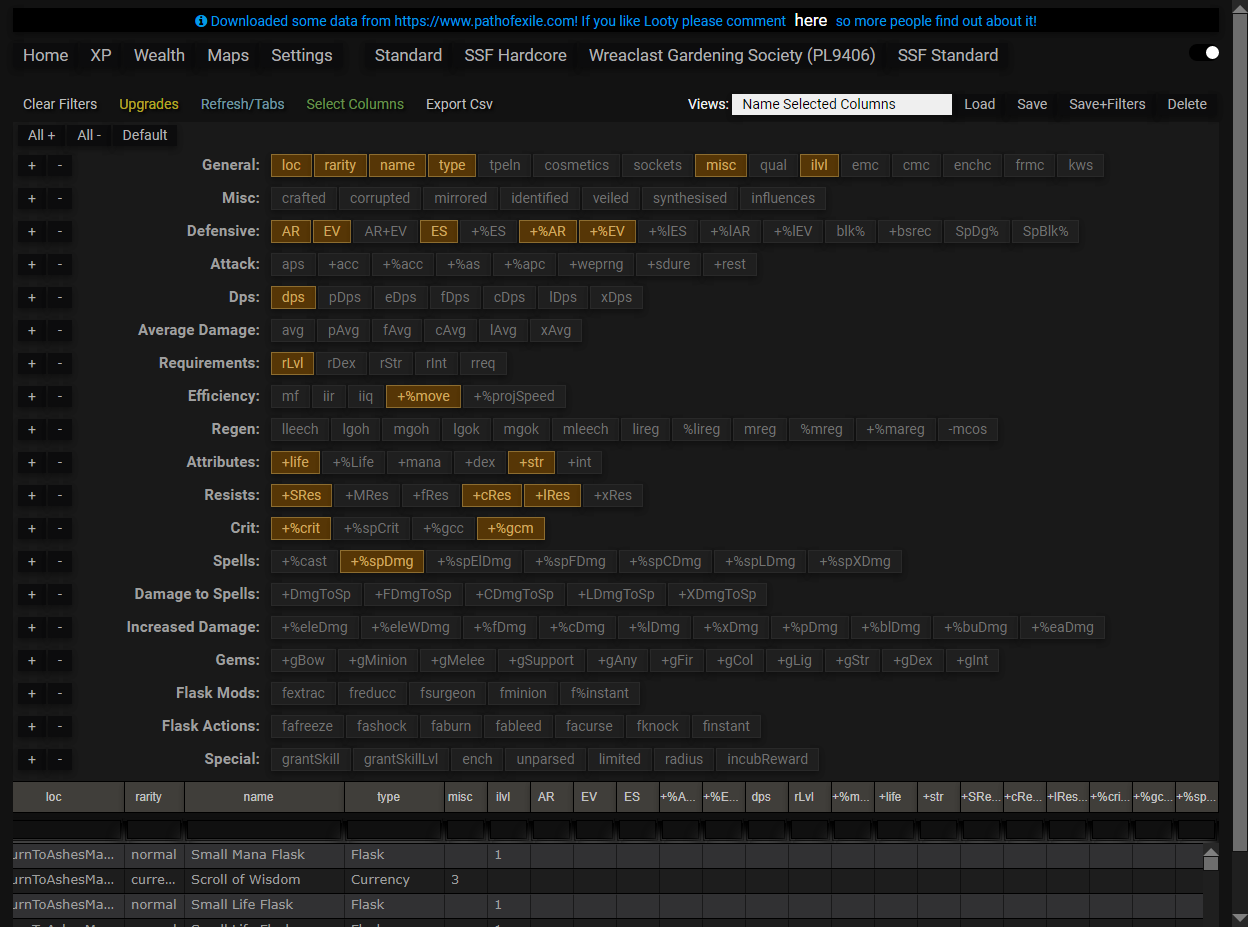 Downloaded some data from https://www.pathofexile.com! If you like Looty please comment here so more people find out about it!
Home XP Wealth Maps Settings Standard SSF Hardcore Wreaclast Gardening Society (PL9406) SSF Standard
Clear Filters Upgrades Refresh/Tabs Select Columns Export Csv Views: Name Selected Columns Load Save Save+Filters Delete
All + All - Default
+ - General: loc rarity name type tpeln cosmetics sockets misc qual ilvl emc cmc enchc frmc kws
+ - Misc: crafted corrupted mirrored identified veiled synthesised influences
+ - Defensive: AR EV AR+EV ES +%ES +%AR +%EV +%lES +%lAR +%lEV blk% +bsrec SpDg% SpBlk%
+ - Attack: aps +acc +%acc +%as +%apc +weprng +sdure +rest
+ - Dps: dps pDps eDps fDps cDps lDps xDps
+ - Average Damage: avg pAvg fAvg cAvg lAvg xAvg
+ - Requirements: rLvl rDex rStr rInt rreq
+ - Efficiency: mf iir iiq +%move +%projSpeed
+ - Regen: lleech lgoh mgoh lgok mgok mleech lireg %lireg mreg %mreg +%mareg -mcos
+ - Attributes: +life +%Life +mana +dex +str +int
+ - Resists: +SRes +MRes +fRes +cRes +lRes +xRes
+ - Crit: +%crit +%spCrit +%gcc +%gcm
+ - Spells: +%cast +%spDmg +%spElDmg +%spFDmg +%spCDmg +%spLDmg +%spXDmg
+ - Damage to Spells: +DmgToSp +FDmgToSp +CDmgToSp +LDmgToSp +XDmgToSp
+ - Increased Damage: +%eleDmg +%eleWDmg +%fDmg +%cDmg +%lDmg +%xDmg +%pDmg +%blDmg +%buDmg +%eaDmg
+ - Gems: +gBow +gMinion +gMelee +gSupport +gAny +gFir +gCol +gLig +gStr +gDex +gInt
+ - Flask Mods: fextrac freducc fsurgeon fminion f%instant
+ - Flask Actions: fafreeze fashock faburn fableed facurse fknock finstant
+ - Special: grantSkill grantSkillLvl ench unparsed limited radius incubReward
loc rarity name type misc ilvl AR EV ES +%A... +%E... dps rLvl +%m... +life +str +SRe... +cRe... +lRes... +%cri... +%gc... +%sp...
urnToAshesMa... normal Small Mana Flask Flask 1
urnToAshesMa... curre... Scroll of Wisdom Currency 3
urnToAshesMa... normal Small Life Flask Flask 1